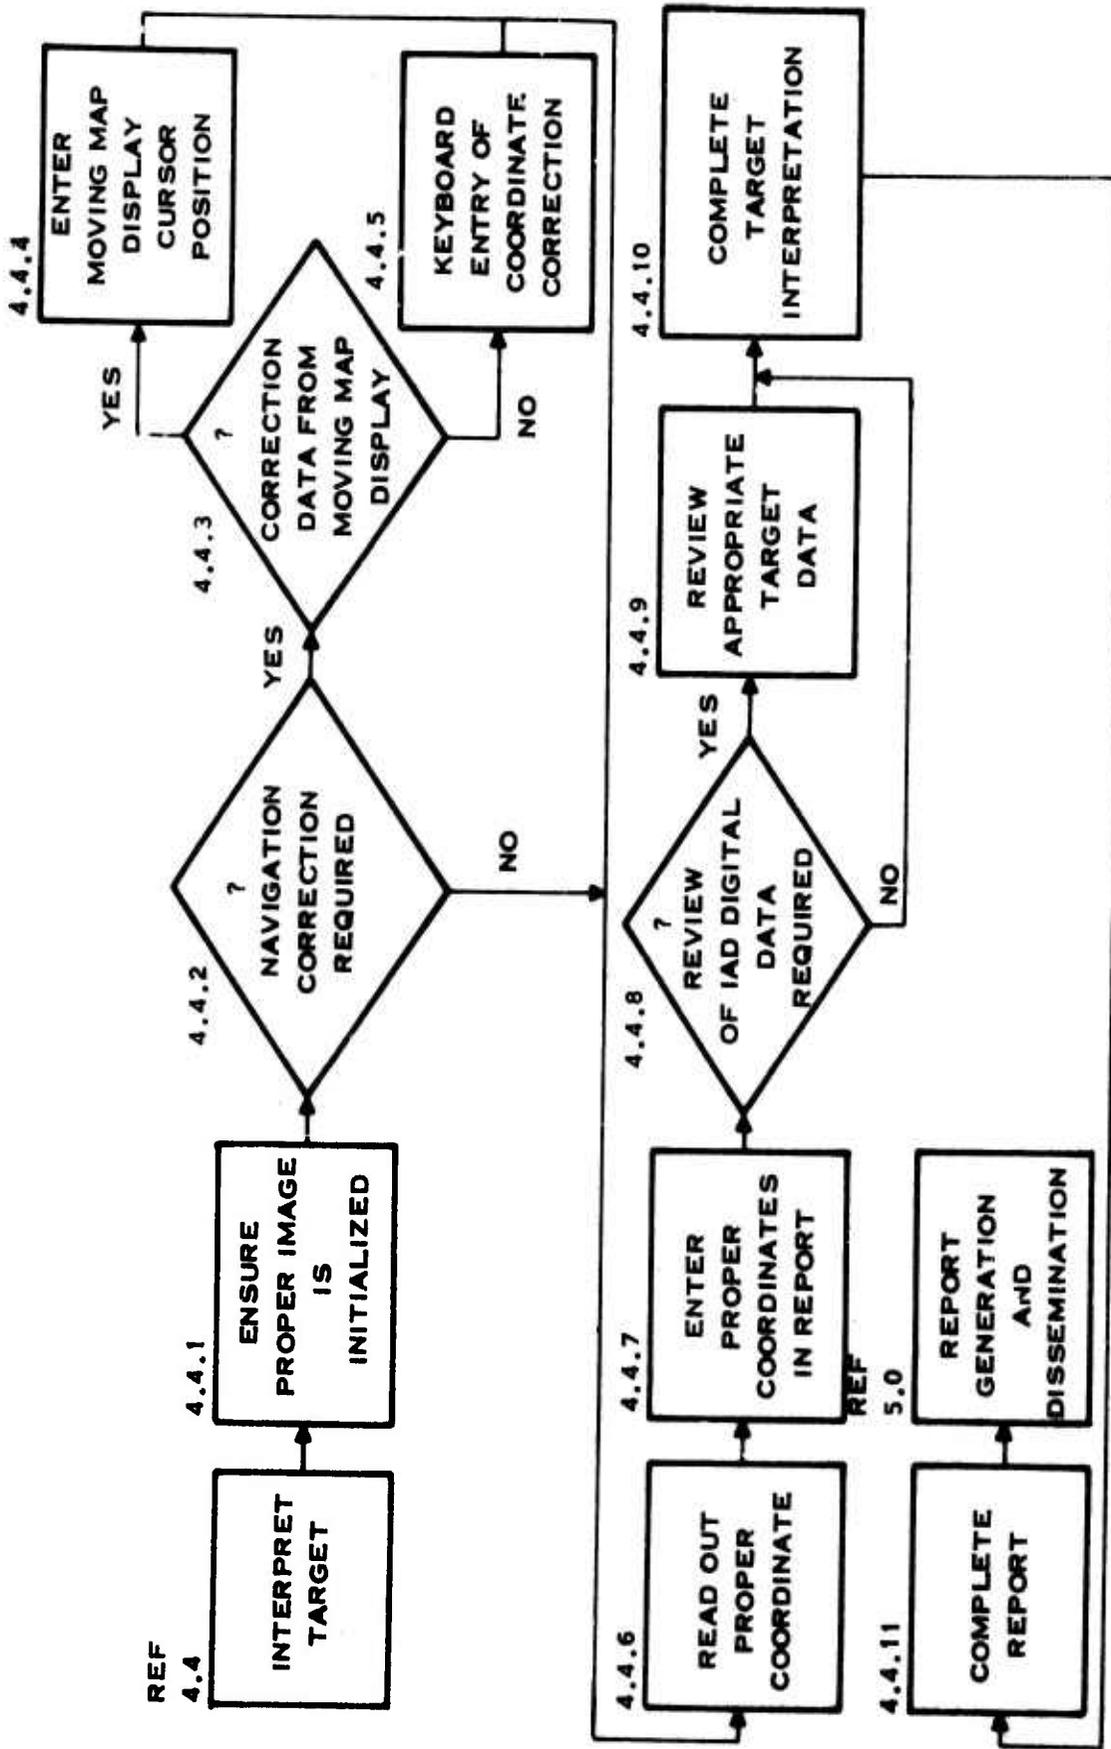 REF
4.4
INTERPRET
TARGET
4.4.1
ENSURE
PROPER IMAGE
IS
INITIALIZED
4.4.2
?
NAVIGATION
CORRECTION
REQUIRED
YES
NO
4.4.3
?
CORRECTION
DATA FROM
MOVING MAP
DISPLAY
YES
NO
4.4.4
ENTER
MOVING MAP
DISPLAY
CURSOR
POSITION
4.4.5
KEYBOARD
ENTRY OF
COORDINATE
CORRECTION
4.4.6
READ OUT
PROPER
COORDINATE
4.4.7
ENTER
PROPER
COORDINATES
IN REPORT
4.4.8
?
REVIEW
OF IAD DIGITAL
DATA
REQUIRED
YES
NO
4.4.9
REVIEW
APPROPRIATE
TARGET
DATA
4.4.10
COMPLETE
TARGET
INTERPRETATION
4.4.11
COMPLETE
REPORT
REF
5.0
REPORT
GENERATION
AND
DISSEMINATION